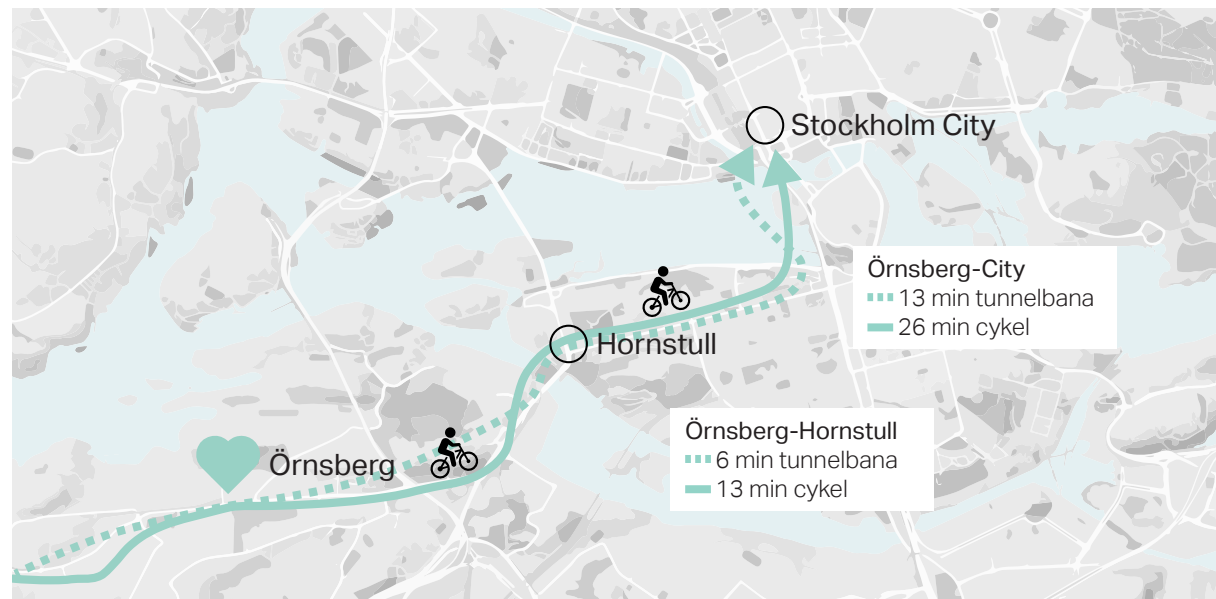 Stockholm City
Örnsberg-City
13 min tunnelbana
26 min cykel
Hornstull
Örnsberg-Hornstull
6 min tunnelbana
13 min cykel
Örnsberg